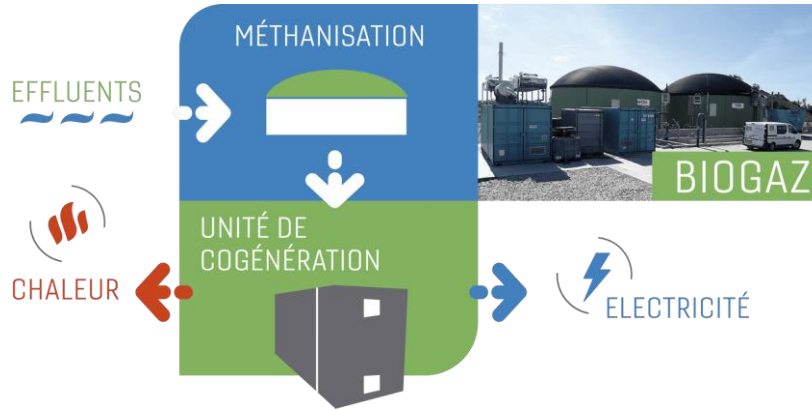 MÉTHANISATION
EFFLUENTS
BIOGAZ
UNITÉ DE
COGÉNÉRATION
CHALEUR
ELECTRICITÉ